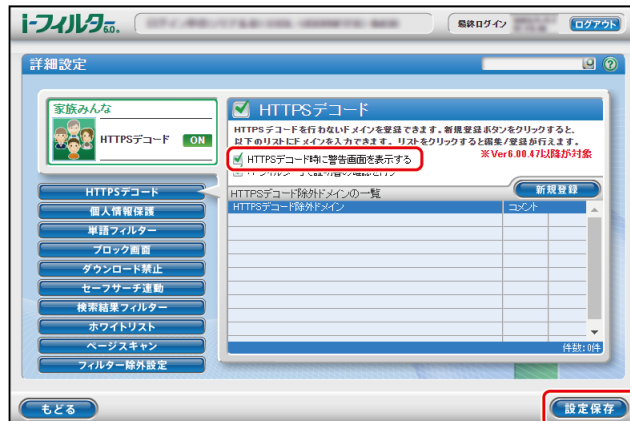 i-フィルター 6.0.
最終ログイン
ログアウト
詳細設定
家族みんな
HTTPSデコード ON
HTTPSデコード
HTTPSデコードを行わないドメインを登録できます。新規登録ボタンをクリックすると、
以下のリストにドメインを入力できます。リストをクリックすると編集/登録が行えます。
HTTPSデコード時に警告画面を表示する
※Ver6.00.47以降が対象
新規登録
HTTPSデコード除外ドメインの一覧
HTTPSデコード除外ドメイン コメント
件数:0件
HTTPSデコード
個人情報保護
単語フィルター
ブロック画面
ダウンロード禁止
セーフサーチ連動
検索結果フィルター
ホワイトリスト
ページスキャン
フィルター除外設定
もどる
設定保存